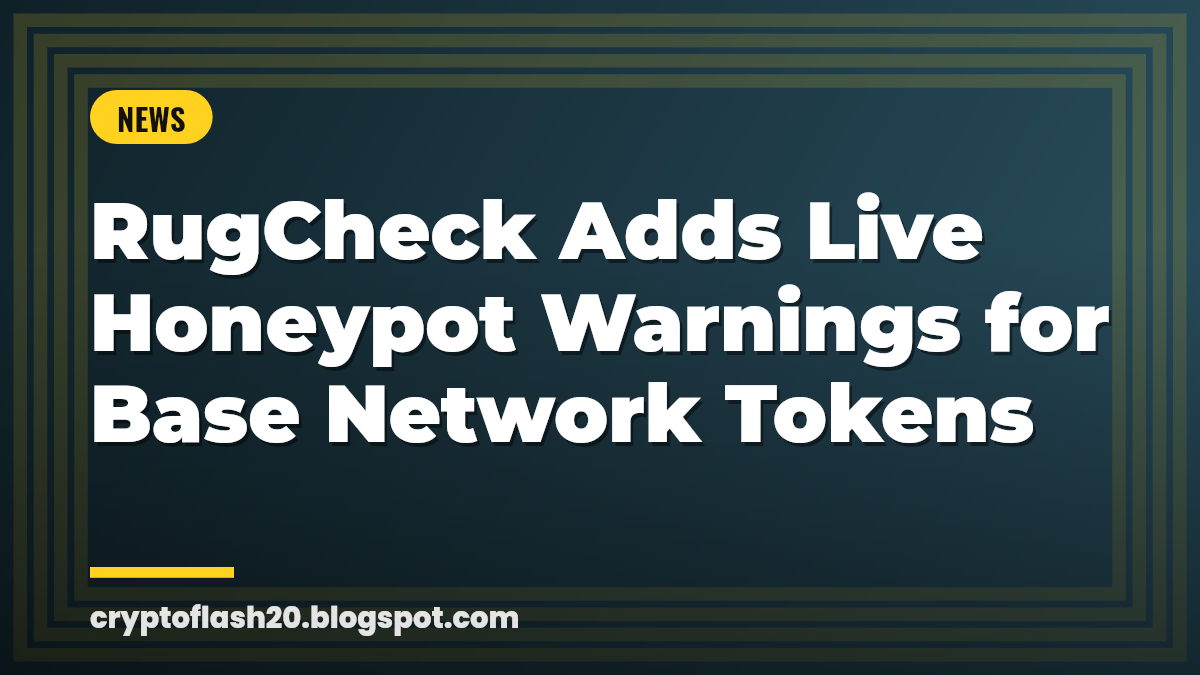 NEWS
RugCheck Adds Live
Honeypot Warnings for
Base Network Tokens
cryptoflash20.blogspot.com